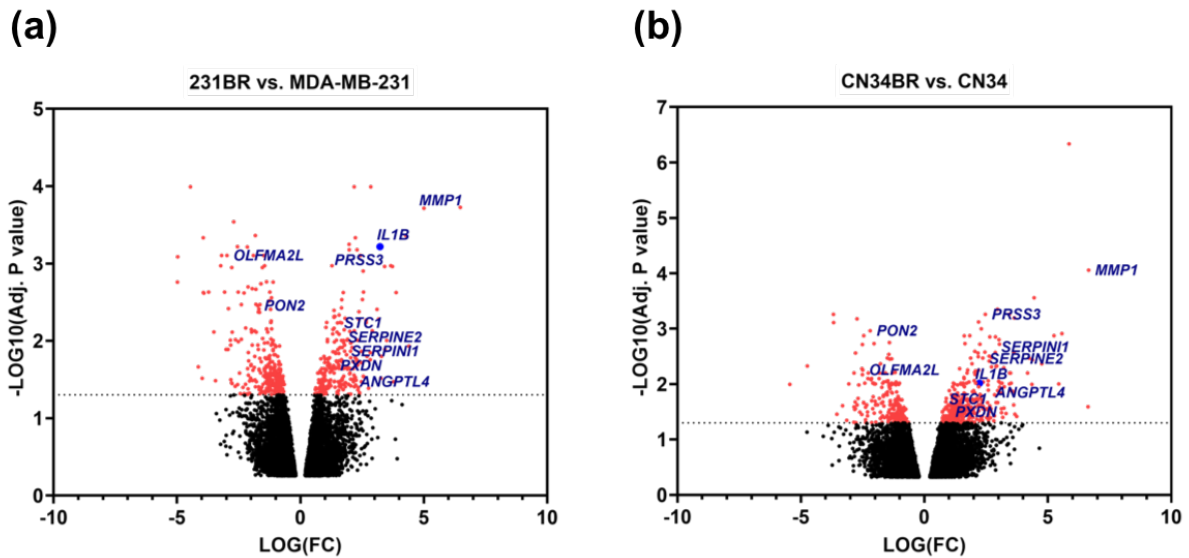 (a)
231BR vs. MDA-MB-231
5
4
3
2
1
0
-10
-5
0
5
10
-LOG10(Adj. P value)
LOG(FC)
MMP1
IL1B
OLFMA2L
PRSS3
PON2
STC1
SERPINE2
SERPINI1
PXDN
ANGPTL4
(b)
CN34BR vs. CN34
7
6
5
4
3
2
1
0
-10
-5
0
5
10
-LOG10(Adj. P value)
LOG(FC)
MMP1
PRSS3
PON2
SERPINI1
SERPINE2
OLFMA2L
IL1B
ANGPTL4
STC1
PXDN